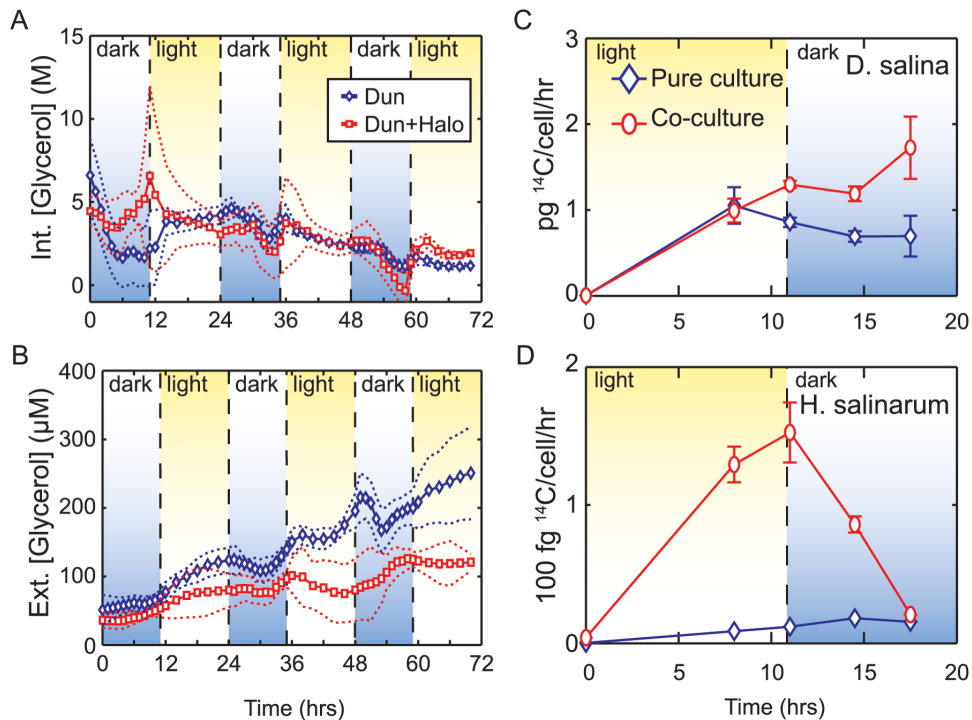 A
Int. [Glycerol] (M)
15
10
5
0
dark
light
dark
light
dark
light
Dun
Dun+Halo
0
12
24
36
48
60
72
B
Ext. [Glycerol] (µM)
400
300
200
100
0
dark
light
dark
light
dark
light
0
12
24
36
48
60
72
Time (hrs)
C
pg ¹⁴C/cell/hr
3
2
1
0
light
dark
D. salina
Pure culture
Co-culture
0
5
10
15
20
D
100 fg ¹⁴C/cell/hr
2
1
0
light
dark
H. salinarum
0
5
10
15
20
Time (hrs)